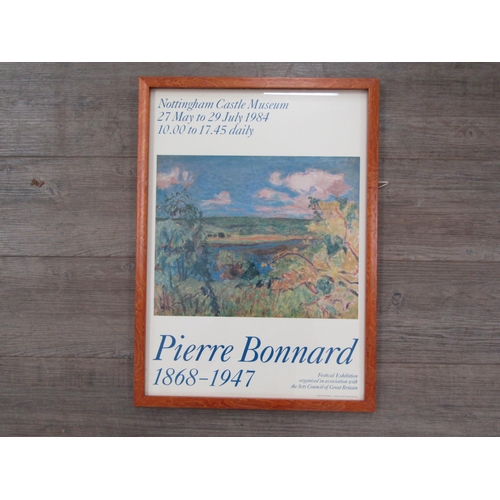 Nottingham Castle Museum
27 May to 29 July 1984
10.00 to 17.45 daily
Pierre Bonnard
1868–1947
Festival Exhibition
organised in association with
the Arts Council of Great Britain